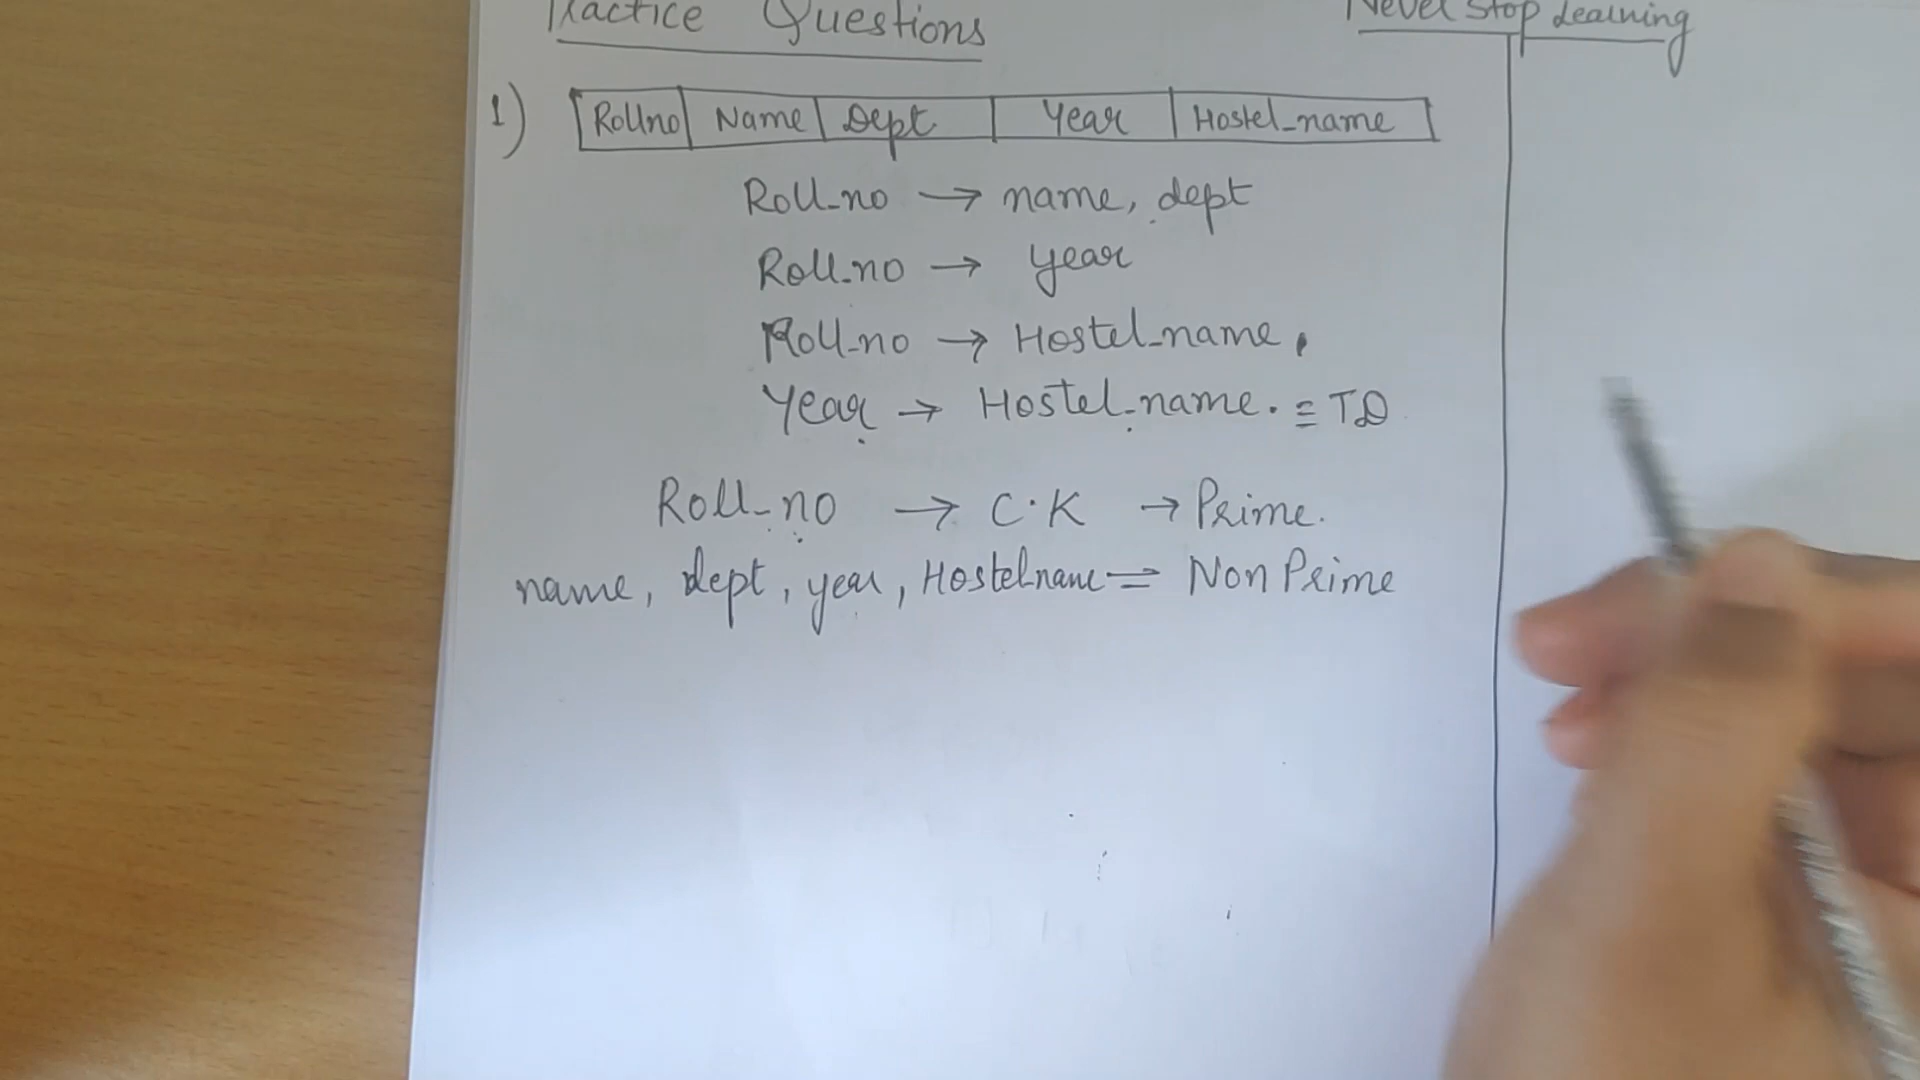 Practice Questions
Never Stop Learning
1) Rollno Name Dept Year Hostel_name
Roll_no → name, dept
Roll_no → year
Roll_no → Hostel_name.
Year → Hostel_name. = TD
Roll_no → C.K → Prime.
name, dept, year, Hostelname = Non Prime